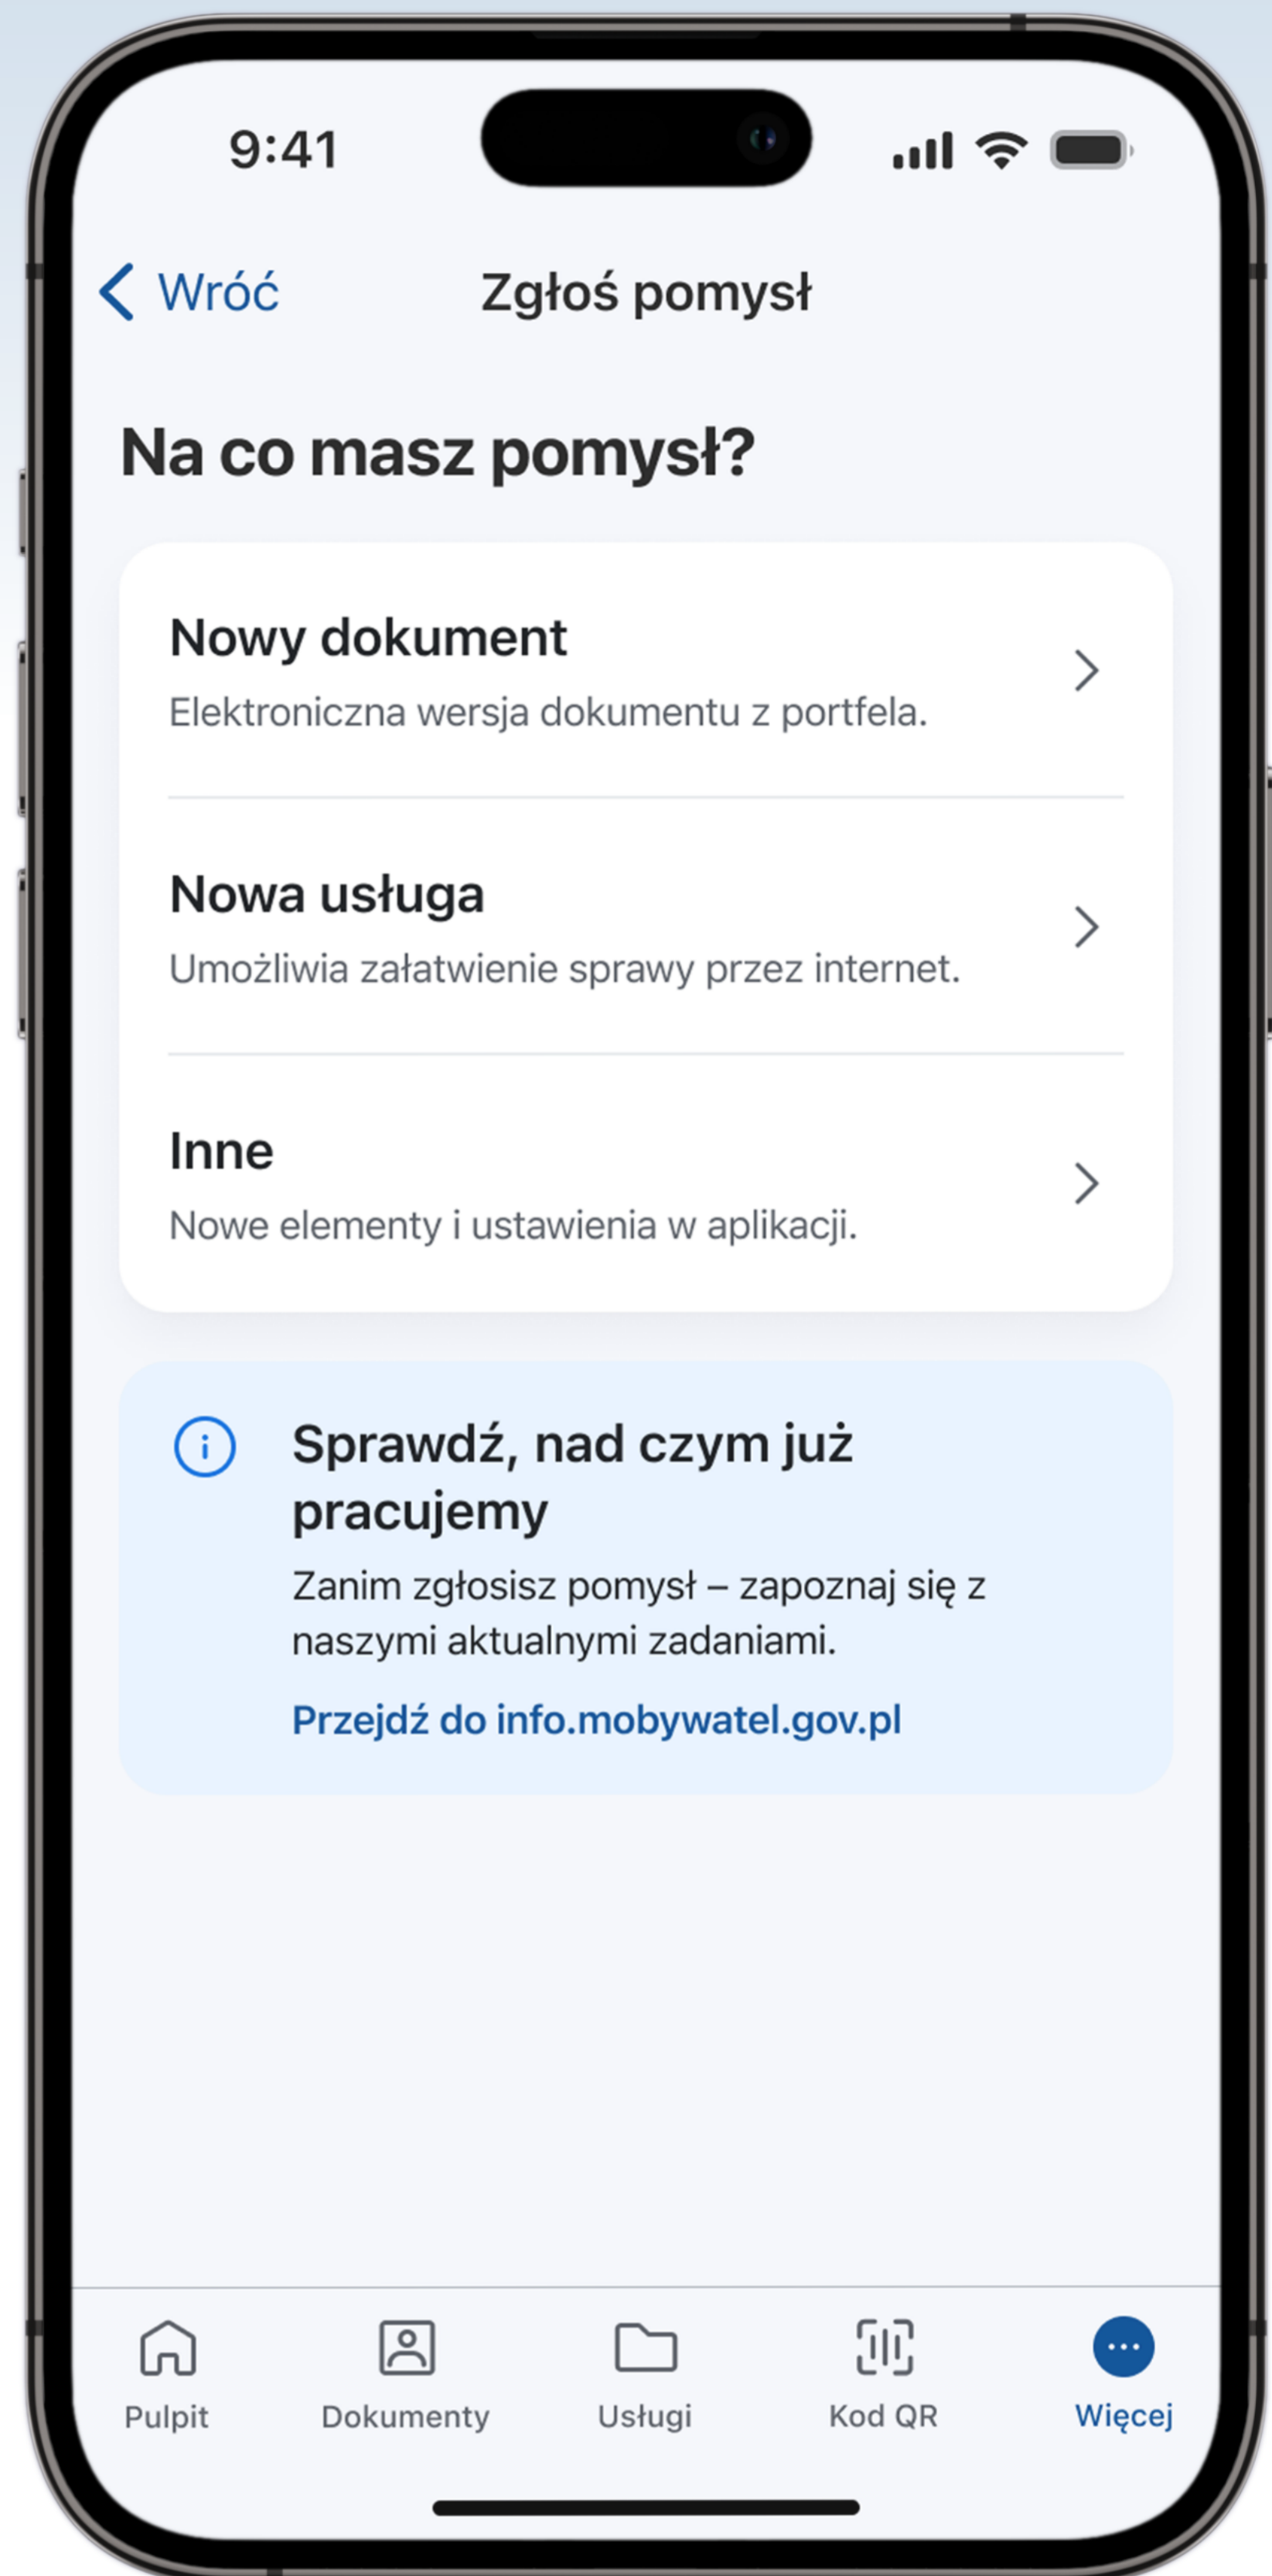 9:41
Wróć
Zgłoś pomysł
Na co masz pomysł?
Nowy dokument
Elektroniczna wersja dokumentu z portfela.
Nowa usługa
Umożliwia załatwienie sprawy przez internet.
Inne
Nowe elementy i ustawienia w aplikacji.
Sprawdź, nad czym już
pracujemy
Zanim zgłosisz pomysł – zapoznaj się z
naszymi aktualnymi zadaniami.
Przejdź do info.mobywatel.gov.pl
Pulpit
Dokumenty
Usługi
Kod QR
Więcej